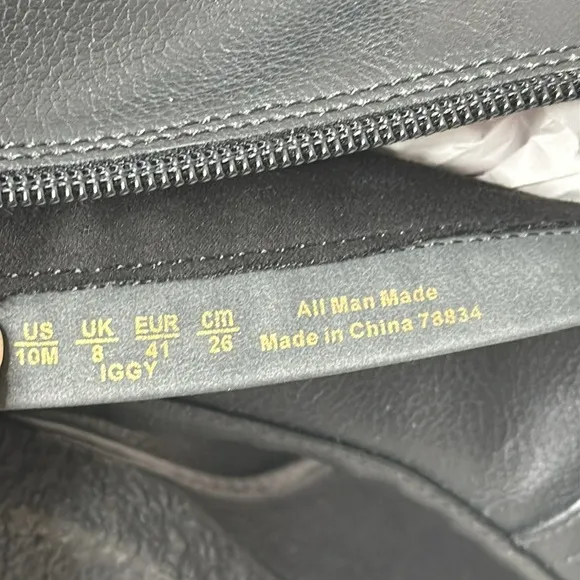 US UK EUR cm
10M 8 41 26
IGGY
All Man Made
Made in China 73834